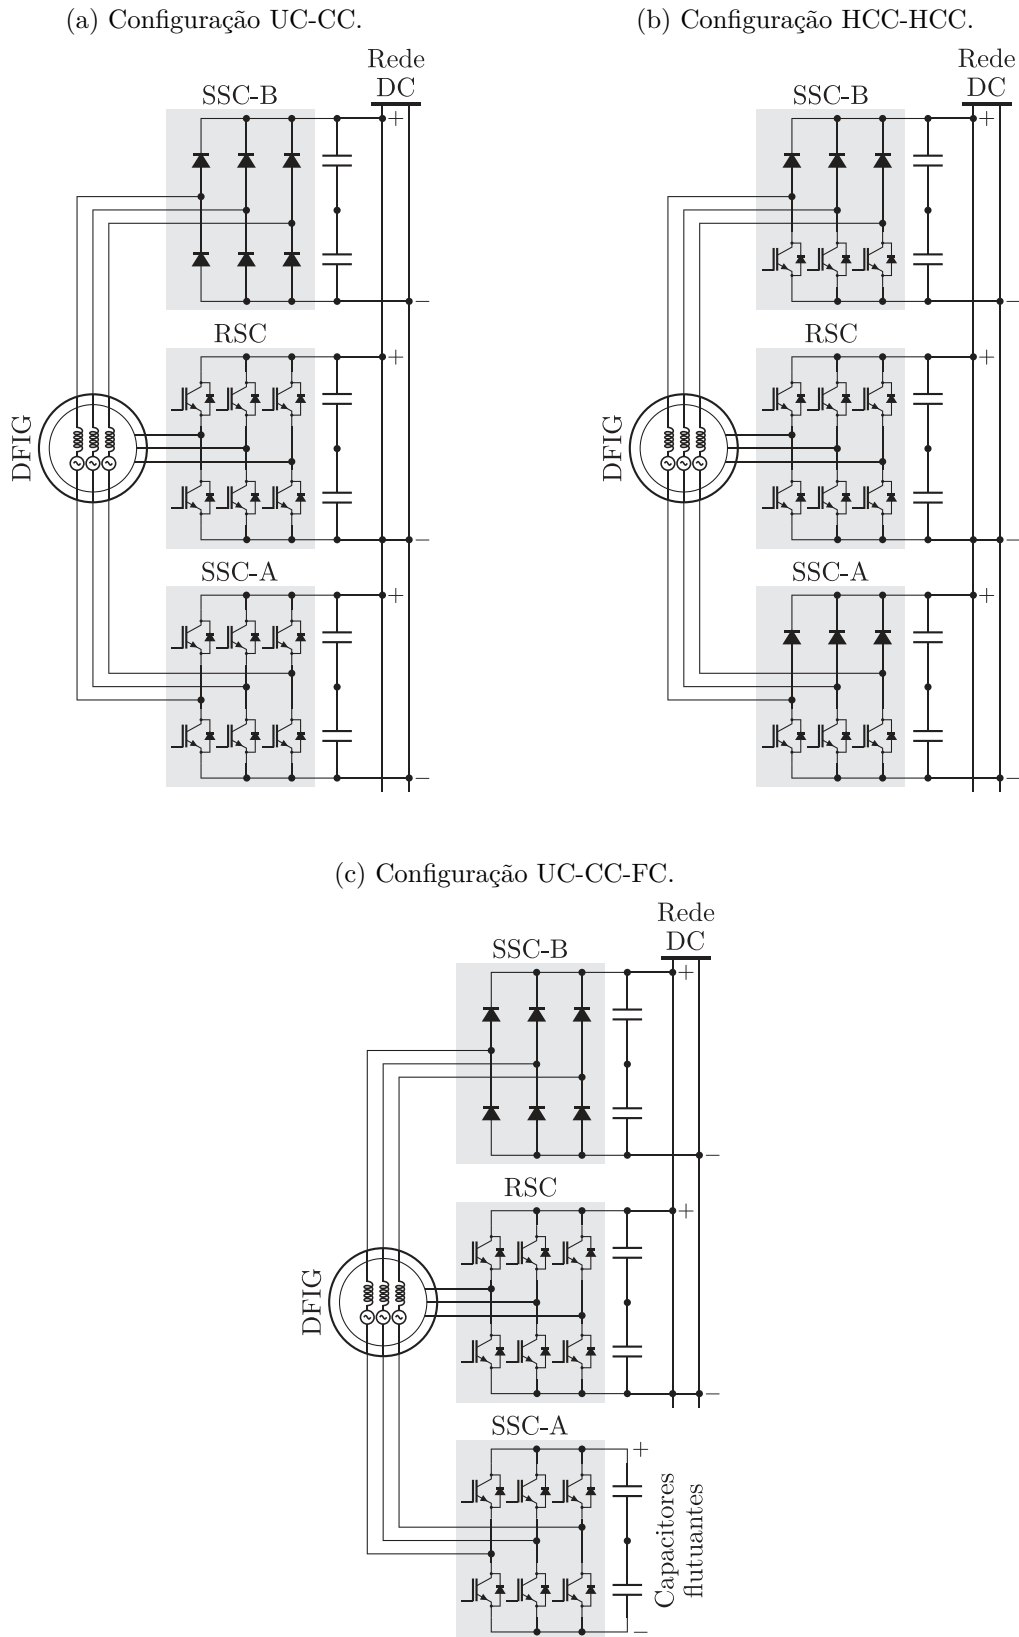 (a) Configuração UC-CC.
Rede
DC
SSC-B
+
−
RSC
+
−
DFIG
SSC-A
+
−
(b) Configuração HCC-HCC.
Rede
DC
SSC-B
+
−
RSC
+
−
DFIG
SSC-A
+
−
(c) Configuração UC-CC-FC.
Rede
DC
SSC-B
+
−
RSC
+
−
DFIG
SSC-A
+
−
Capacitores
flutuantes